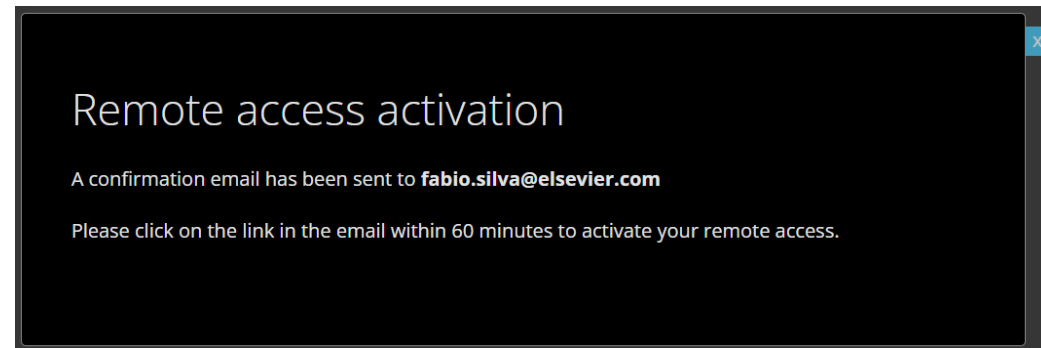 X
Remote access activation
A confirmation email has been sent to fabio.silva@elsevier.com
Please click on the link in the email within 60 minutes to activate your remote access.